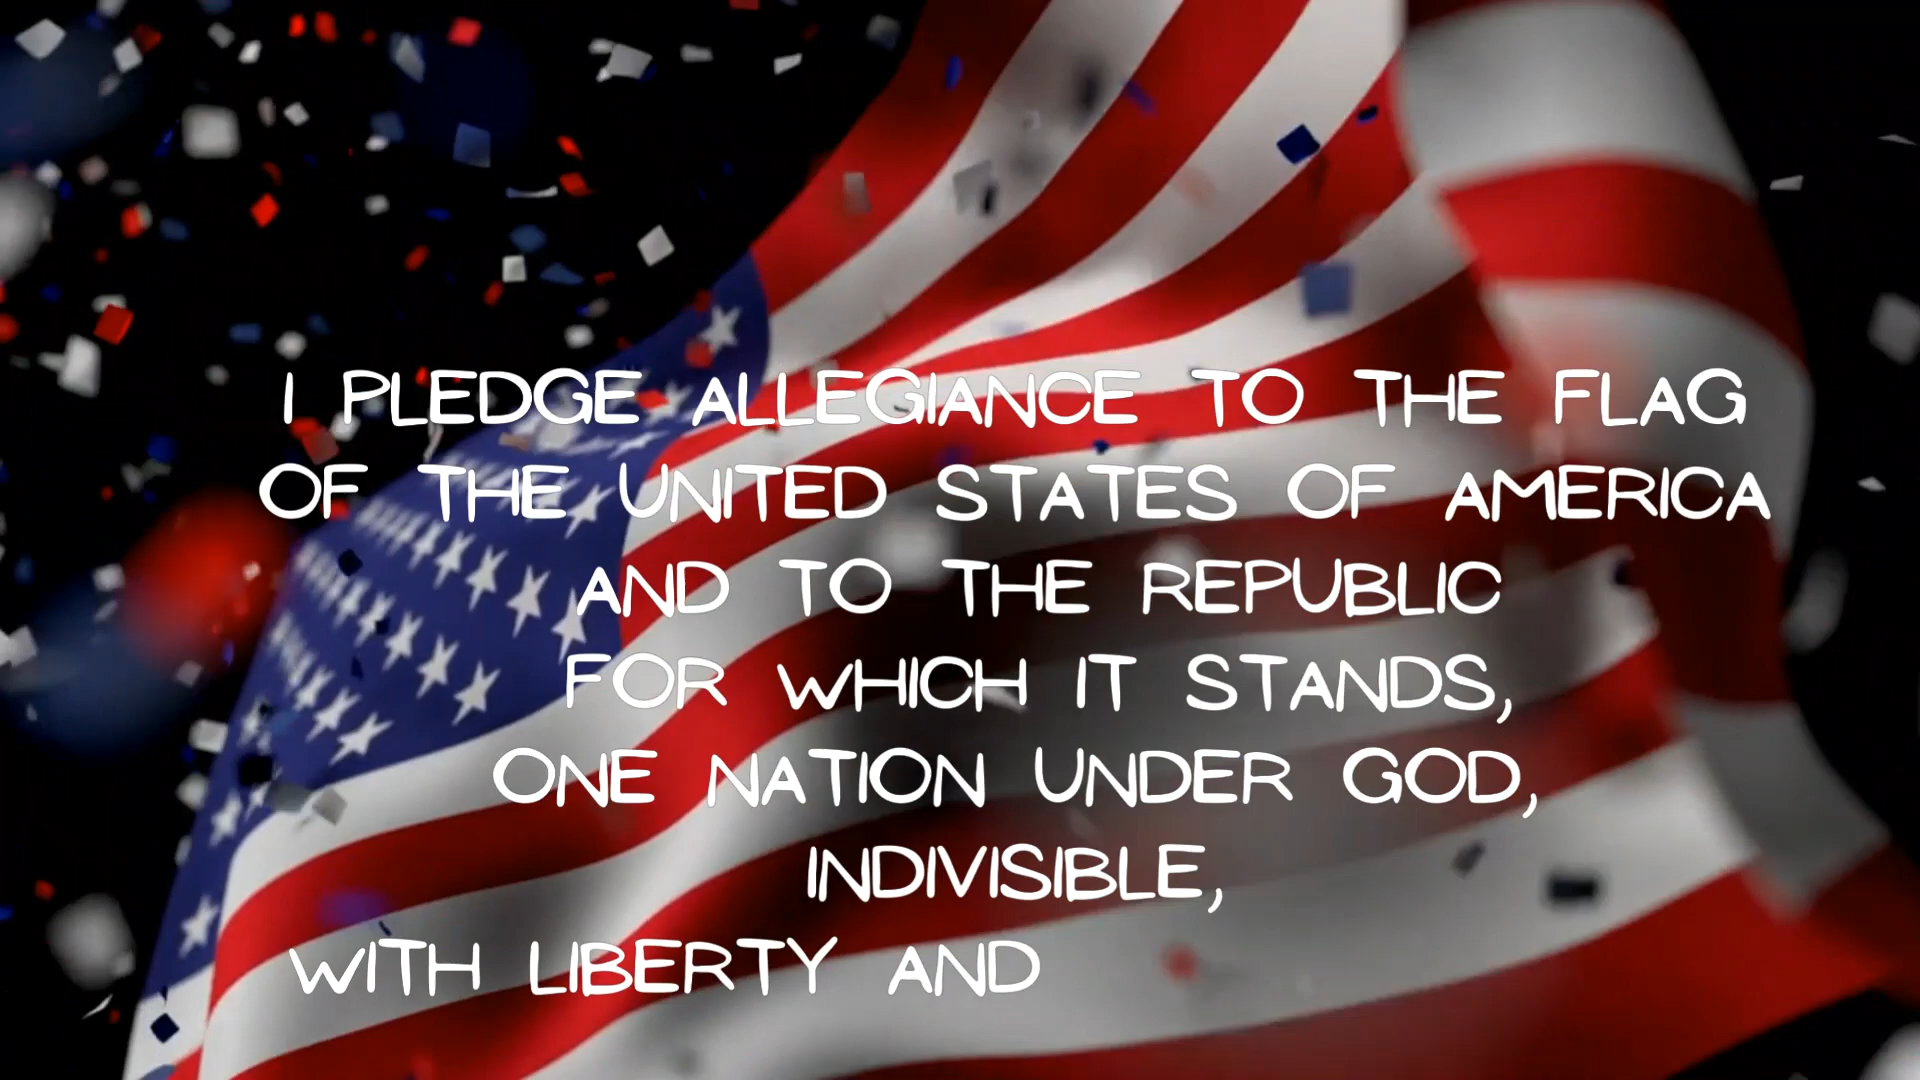 I PLEDGE ALLEGIANCE TO THE FLAG
OF THE UNITED STATES OF AMERICA
AND TO THE REPUBLIC
FOR WHICH IT STANDS,
ONE NATION UNDER GOD,
INDIVISIBLE,
WITH LIBERTY AND